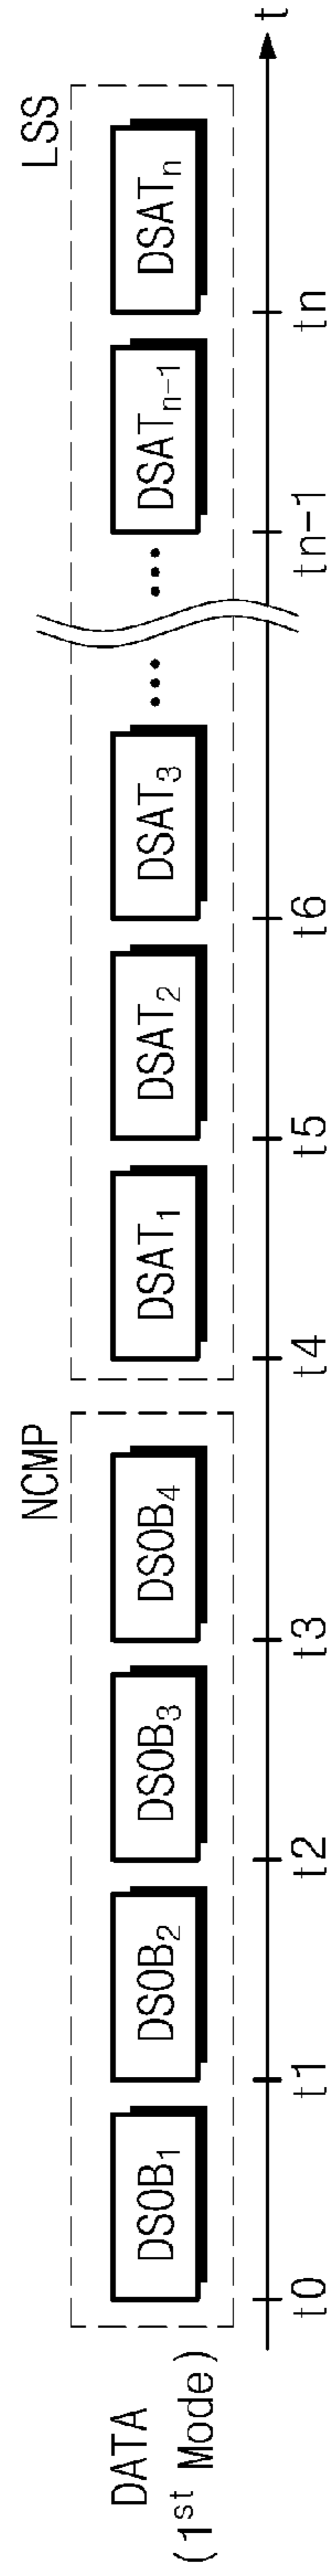 NCMP LSS
DATA
(1st Mode)
DSOB1 DSOB2 DSOB3 DSOB4 DSAT1 DSAT2 DSAT3 ··· ··· DSATn-1 DSATn
t0 t1 t2 t3 t4 t5 t6 tn-1 tn t